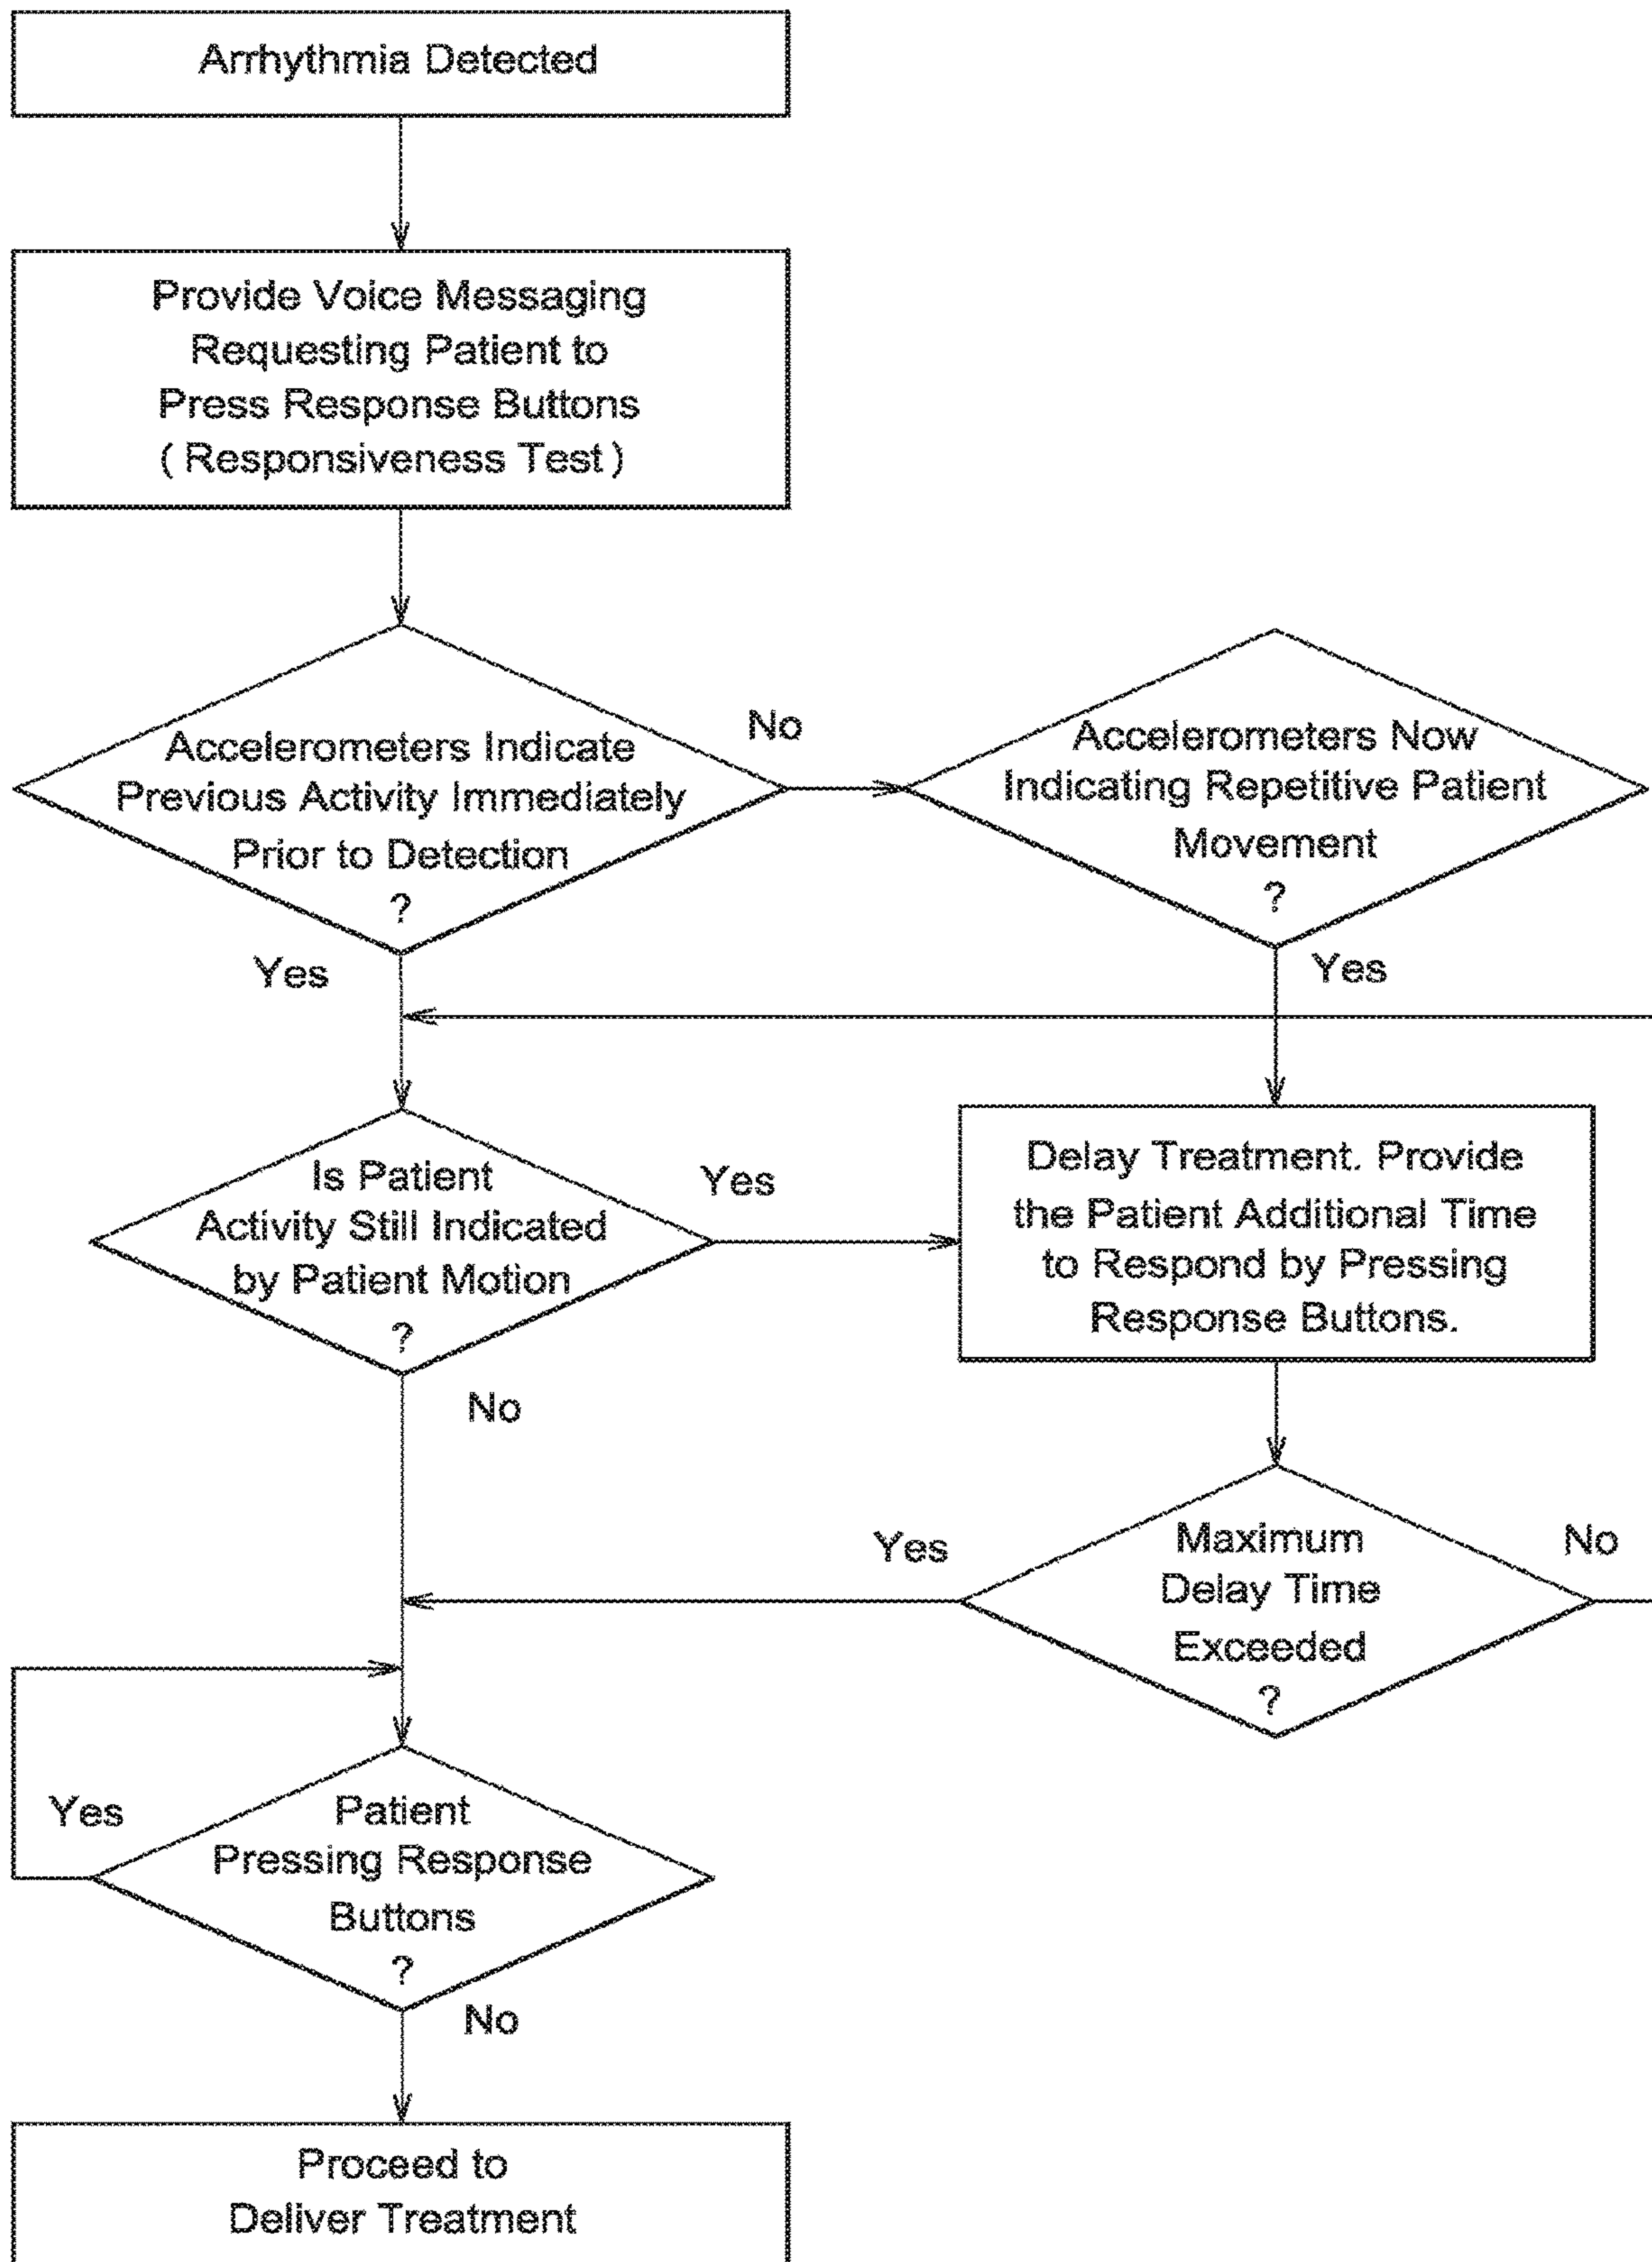 Arrhythmia Detected
Provide Voice Messaging
Requesting Patient to
Press Response Buttons
( Responsiveness Test )
Accelerometers Indicate
Previous Activity Immediately
Prior to Detection
?
No
Yes
Accelerometers Now
Indicating Repetitive Patient
Movement
?
Yes
Is Patient
Activity Still Indicated
by Patient Motion
?
Yes
No
Delay Treatment. Provide
the Patient Additional Time
to Respond by Pressing
Response Buttons.
Maximum
Delay Time
Exceeded
?
Yes
No
Patient
Pressing Response
Buttons
?
Yes
No
Proceed to
Deliver Treatment